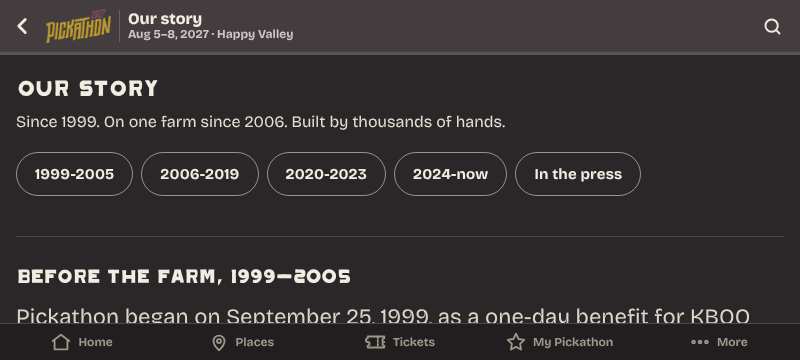 PICKATHON
Our story
Aug 5–8, 2027 · Happy Valley
OUR STORY
Since 1999. On one farm since 2006. Built by thousands of hands.
1999-2005
2006-2019
2020-2023
2024-now
In the press
BEFORE THE FARM, 1999—2005
Pickathon began on September 25, 1999, as a one-day benefit for KBOO
Home
Places
Tickets
My Pickathon
More